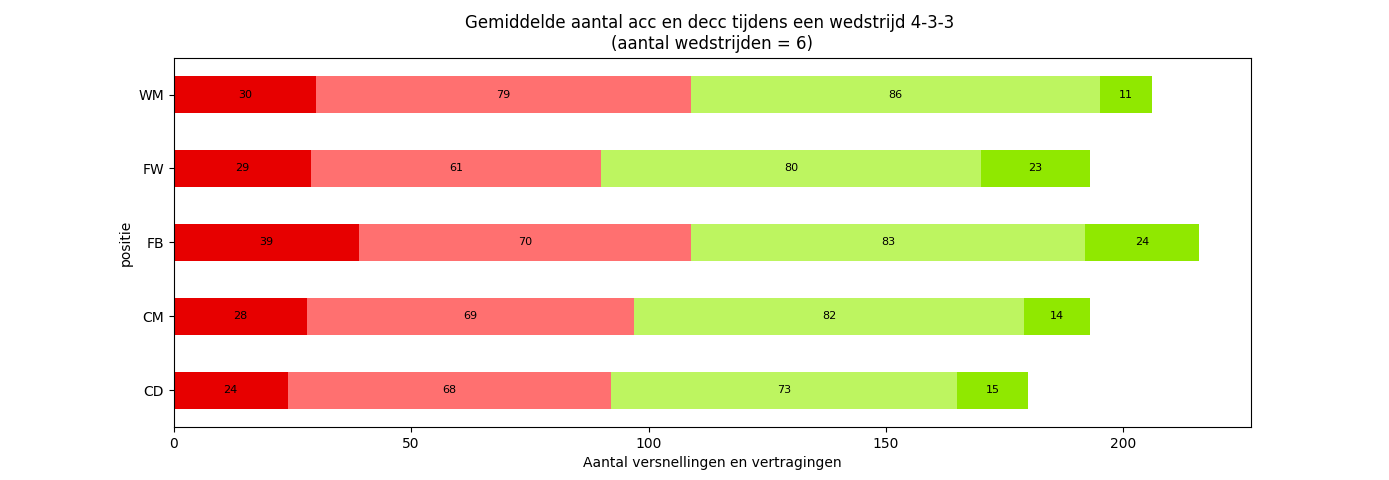 Gemiddelde aantal acc en decc tijdens een wedstrijd 4-3-3
(aantal wedstrijden = 6)
WM 30 79 86 11
FW 29 61 80 23
positie
FB 39 70 83 24
CM 28 69 82 14
CD 24 68 73 15
0 50 100 150 200
Aantal versnellingen en vertragingen